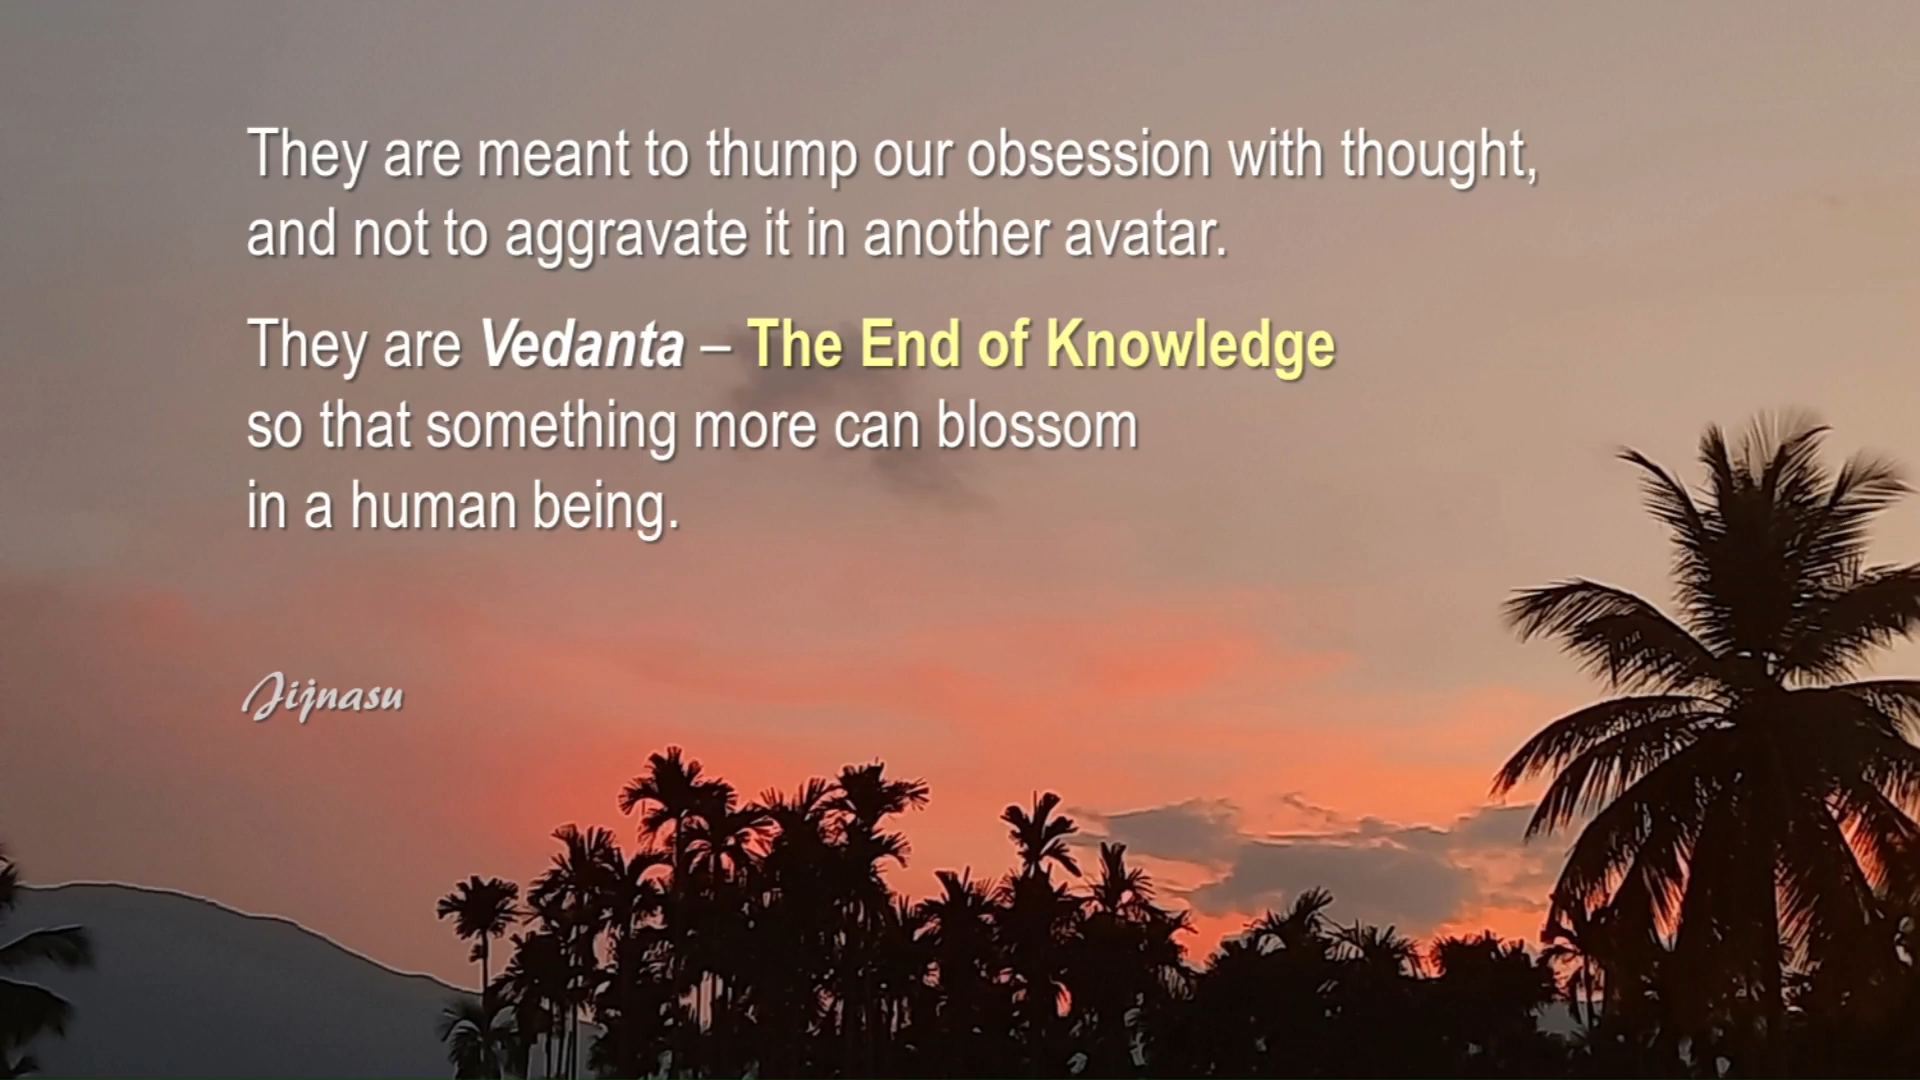 They are meant to thump our obsession with thought,
and not to aggravate it in another avatar.
They are Vedanta – The End of Knowledge
so that something more can blossom
in a human being.
Jijnasu